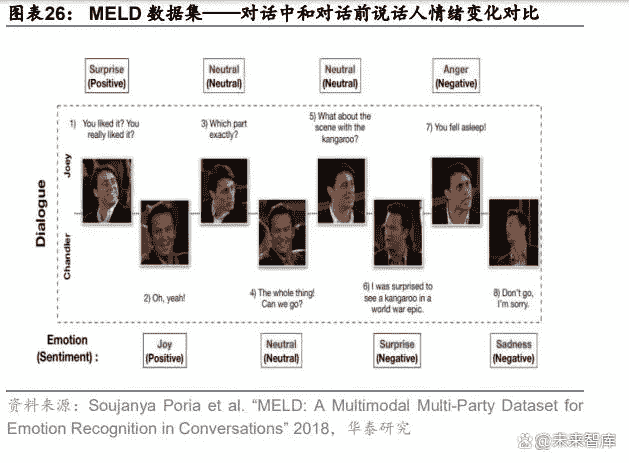 图表26： MELD 数据集——对话中和对话前说话人情绪变化对比
Surprise
(Positive)
Neutral
(Neutral)
Neutral
(Neutral)
Anger
(Negative)
1) You liked it? You
really liked it?
3) Which part
exactly?
5) What about the
scene with the
kangaroo?
7) You fell asleep!
Dialogue
Joey
Chandler
2) Oh, yeah!
4) The whole thing!
Can we go?
6) I was surprised to
see a kangaroo in a
world war epic.
8) Don't go,
I'm sorry.
Emotion
(Sentiment) :
Joy
(Positive)
Neutral
(Neutral)
Surprise
(Negative)
Sadness
(Negative)
资料来源：Soujanya Poria et al. “MELD: A Multimodal Multi-Party Dataset for
Emotion Recognition in Conversations” 2018，华泰研究
@未来智库